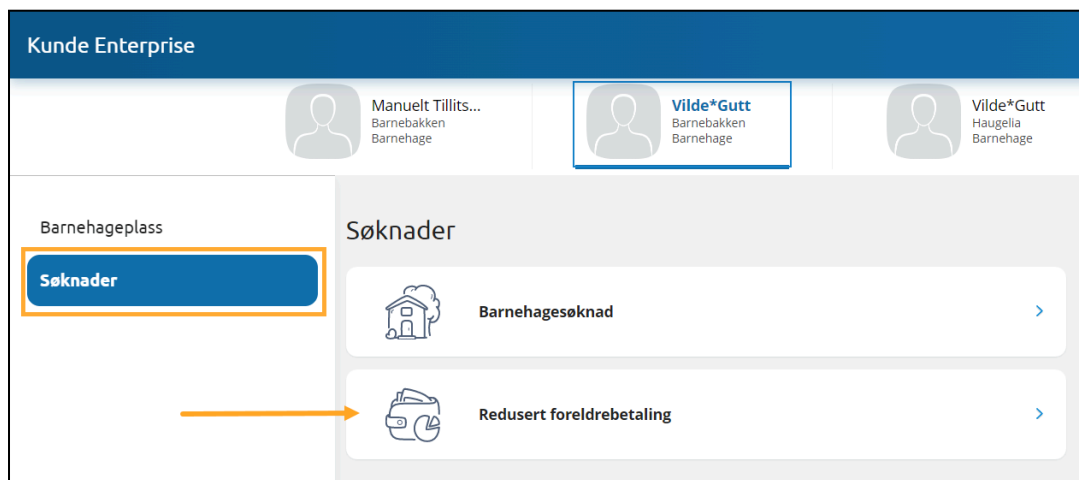 Kunde Enterprise
Manuelt Tillits...
Barnebakken
Barnehage
Vilde*Gutt
Barnebakken
Barnehage
Vilde*Gutt
Haugelia
Barnehage
Barnehageplass
Søknader
Søknader
Barnehagesøknad
Redusert foreldrebetaling